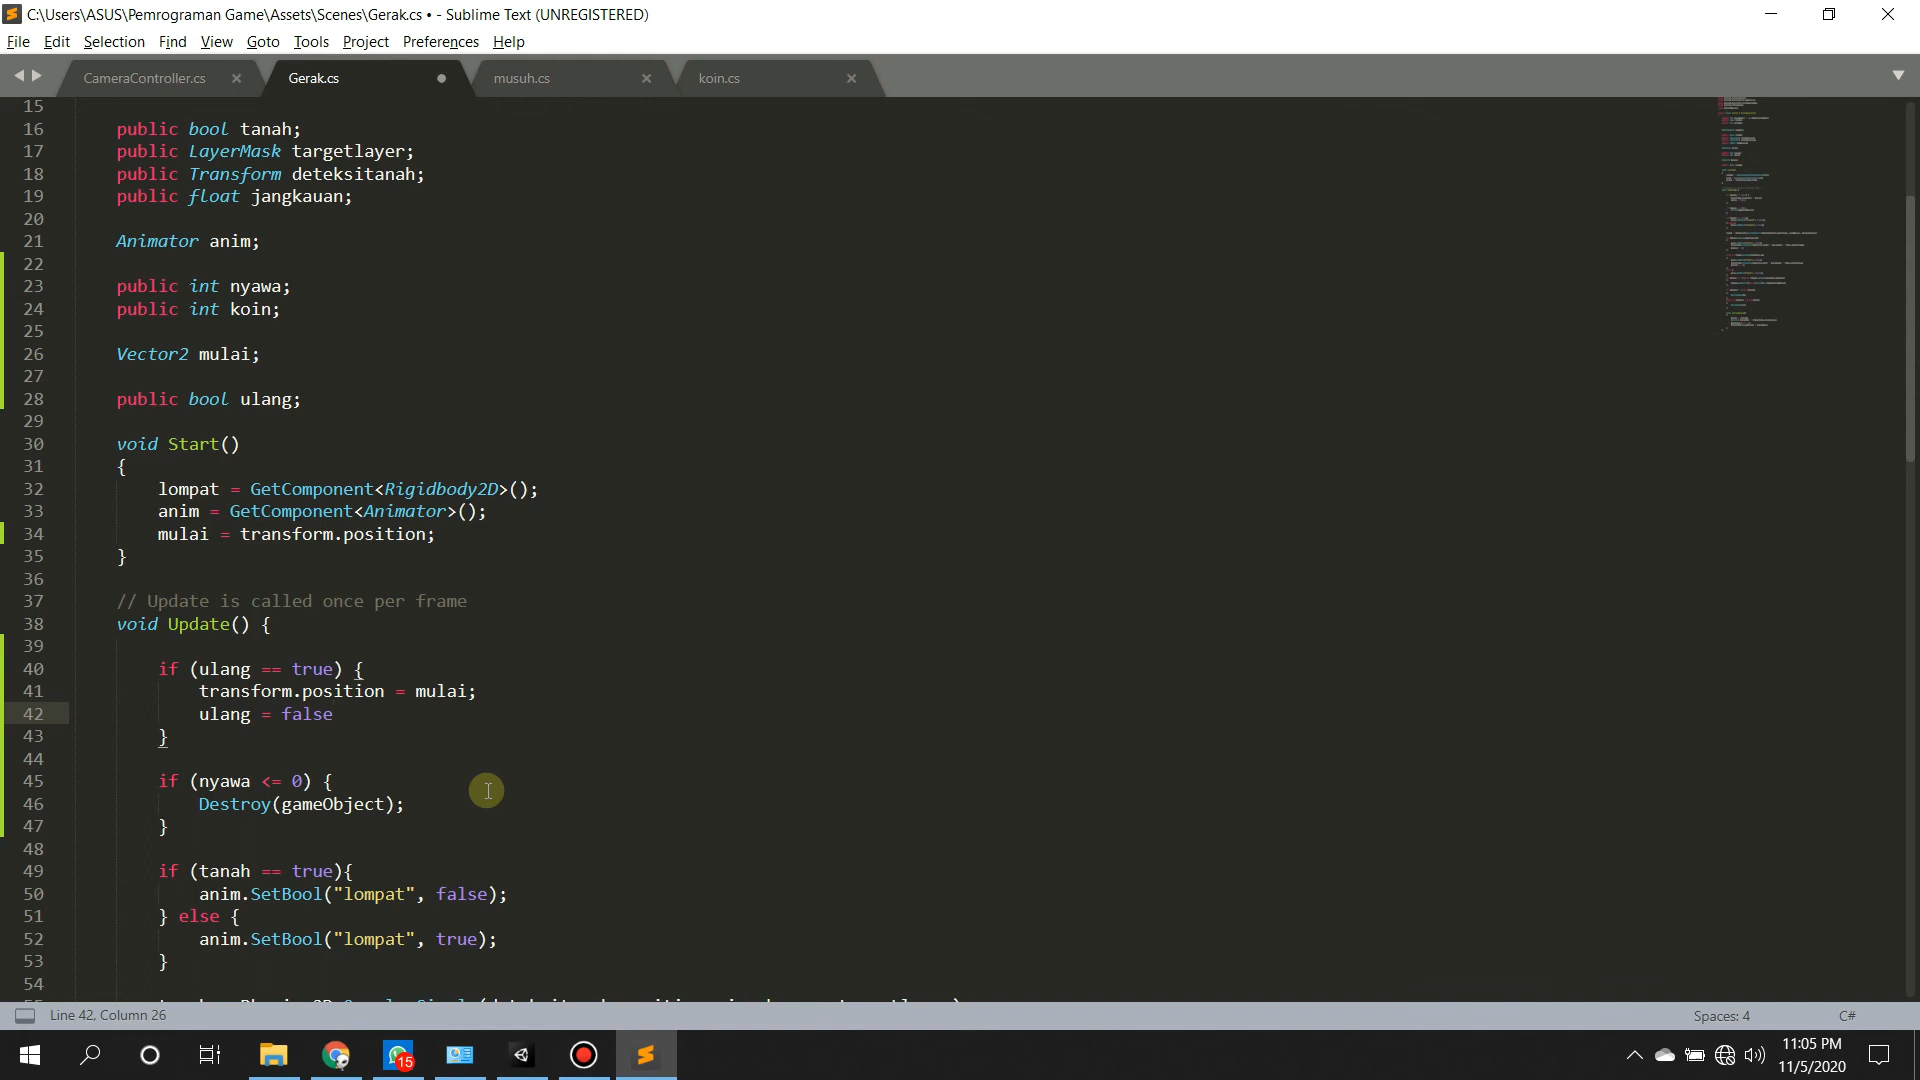 C:\Users\ASUS\Pemrograman Game\Assets\Scenes\Gerak.cs • - Sublime Text (UNREGISTERED)
File Edit Selection Find View Goto Tools Project Preferences Help
CameraController.cs Gerak.cs musuh.cs koin.cs
15
16 public bool tanah;
17 public LayerMask targetlayer;
18 public Transform deteksitanah;
19 public float jangkauan;
20
21 Animator anim;
22
23 public int nyawa;
24 public int koin;
25
26 Vector2 mulai;
27
28 public bool ulang;
29
30 void Start()
31 {
32 lompat = GetComponent<Rigidbody2D>();
33 anim = GetComponent<Animator>();
34 mulai = transform.position;
35 }
36
37 // Update is called once per frame
38 void Update() {
39
40 if (ulang == true) {
41 transform.position = mulai;
42 ulang = false
43 }
44
45 if (nyawa <= 0) {
46 Destroy(gameObject);
47 }
48
49 if (tanah == true){
50 anim.SetBool("lompat", false);
51 } else {
52 anim.SetBool("lompat", true);
53 }
54
Line 42, Column 26 Spaces: 4 C#
15
11:05 PM
11/5/2020